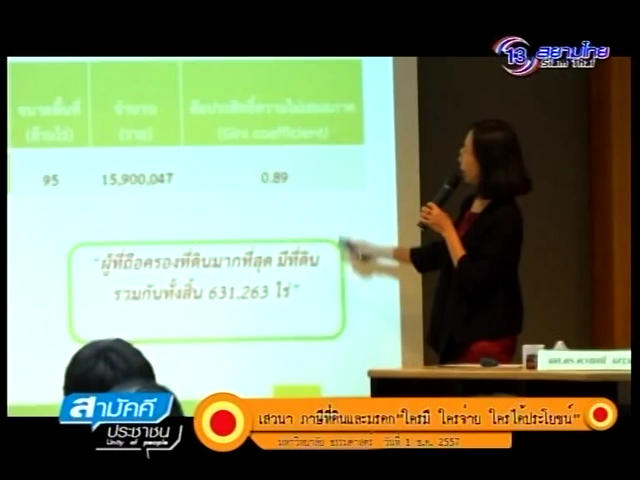 13 สยามไทย
SIAM THAI
ขนาดพื้นที่ จำนวน สัมประสิทธิ์ความไม่เสมอภาค
(ล้านไร่) (ราย) (Gini coefficient)
95 15,900,047 0.89
“ผู้ที่ถือครองที่ดินมากที่สุด มีที่ดิน
รวมกันทั้งสิ้น 631,263 ไร่”
สามัคคี
ประชาชน
Unity of people
เสวนา ภาษีที่ดินและมรดก"ใครมี ใครจ่าย ใครได้ประโยชน์"
มหาวิทยาลัย ธรรมศาสตร์ วันที่ 1 ธ.ค. 2557